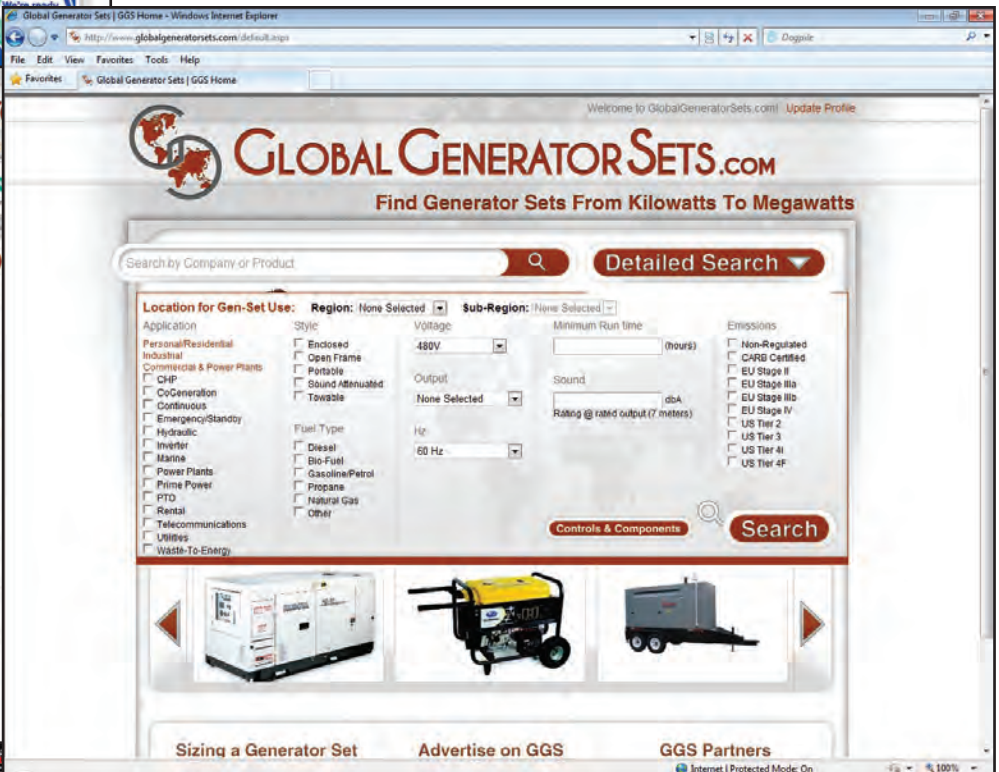 We're ready.
Global Generator Sets | GGS Home - Windows Internet Explorer
http://www.globalgeneratorsets.com/default.aspx
Dogpile
File Edit View Favorites Tools Help
Favorites Global Generator Sets | GGS Home
Welcome to GlobalGeneratorSets.com! Update Profile
GLOBAL GENERATOR SETS.COM
Find Generator Sets From Kilowatts To Megawatts
Search by Company or Product
Detailed Search
Location for Gen-Set Use: Region: None Selected Sub-Region: None Selected
Application
Personal/Residential
Industrial
Commercial & Power Plants
CHP
CoGeneration
Continuous
Emergency/Standby
Hydraulic
Inverter
Marine
Power Plants
Prime Power
PTO
Rental
Telecommunications
Utilities
Waste-To-Energy
Style
Enclosed
Open Frame
Portable
Sound Attenuated
Towable
Fuel Type
Diesel
Bio-Fuel
Gasoline/Petrol
Propane
Natural Gas
Other
Voltage
480V
Output
None Selected
Hz
60 Hz
Minimum Run time
(hours)
Sound
dbA
Rating @ rated output (7 meters)
Emissions
Non-Regulated
CARB Certified
EU Stage II
EU Stage IIIa
EU Stage IIIb
EU Stage IV
US Tier 2
US Tier 3
US Tier 4i
US Tier 4F
Controls & Components
Search
Sizing a Generator Set
Advertise on GGS
GGS Partners
Internet | Protected Mode: On
100%